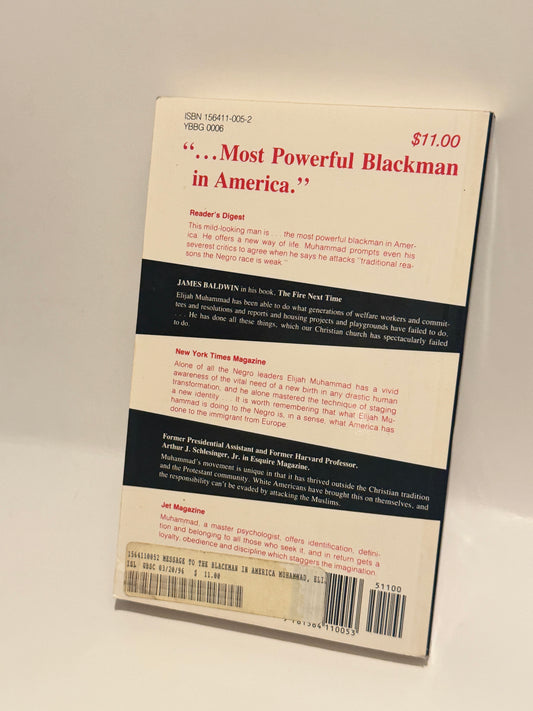 ISBN 156411-005-2
YBBG 0006
$11.00
“...Most Powerful Blackman
in America.”
Reader's Digest
This mild-looking man is . . . the most powerful blackman in Amer-
ica. He offers a new way of life. Muhammad prompts even his
severest critics to agree when he says he attacks "traditional rea-
sons the Negro race is weak."
JAMES BALDWIN in his book, The Fire Next Time
Elijah Muhammad has been able to do what generations of welfare workers and commit-
tees and resolutions and reports and housing projects and playgrounds have failed to do.
. . . He has done all these things, which our Christian church has spectacularly failed
to do.
New York Times Magazine
Alone of all the Negro leaders Elijah Muhammad has a vivid
awareness of the vital need of a new birth in any drastic human
transformation, and he alone mastered the technique of staging
a new identity . . . It is worth remembering that what Elijah Mu-
hammad is doing to the Negro is, in a sense, what America has
done to the immigrant from Europe.
Former Presidential Assistant and Former Harvard Professor.
Arthur J. Schlesinger, Jr. in Esquire Magazine.
Muhammad's movement is unique in that it has thrived outside the Christian tradition
and the Protestant community. White Americans have brought this on themselves, and
the responsibility can't be evaded by attacking the Muslims.
Jet Magazine
Muhammad, a master psychologist, offers identification, defini-
tion and belonging to all those who seek it, and in return gets a
loyalty, obedience and discipline which staggers the imagination.
1564110052 MESSAGE TO THE BLACKMAN IN AMERICA MUHAMMAD, ELI
ISL GBSC 03/20/96 $ 11.00
51100
9 781564 110053